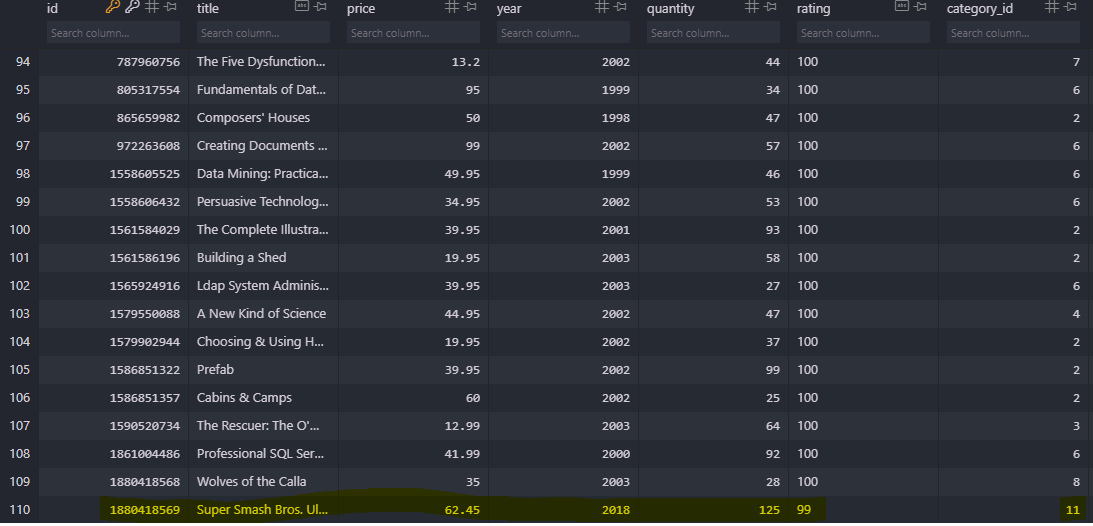 id title price year quantity rating category_id
Search column... Search column... Search column... Search column... Search column... Search column... Search column...
94 787960756 The Five Dysfunction... 13.2 2002 44 100 7
95 805317554 Fundamentals of Dat... 95 1999 34 100 6
96 865659982 Composers' Houses 50 1998 47 100 2
97 972263608 Creating Documents ... 99 2002 57 100 6
98 1558605525 Data Mining: Practica... 49.95 1999 46 100 6
99 1558606432 Persuasive Technolog... 34.95 2002 53 100 6
100 1561584029 The Complete Illustra... 39.95 2001 93 100 2
101 1561586196 Building a Shed 19.95 2003 58 100 2
102 1565924916 Ldap System Adminis... 39.95 2003 27 100 6
103 1579550088 A New Kind of Science 44.95 2002 47 100 4
104 1579902944 Choosing & Using H... 19.95 2002 37 100 2
105 1586851322 Prefab 39.95 2002 99 100 2
106 1586851357 Cabins & Camps 60 2002 25 100 2
107 1590520734 The Rescuer: The O'... 12.99 2003 64 100 3
108 1861004486 Professional SQL Ser... 41.99 2000 92 100 6
109 1880418568 Wolves of the Calla 35 2003 28 100 8
110 1880418569 Super Smash Bros. Ul... 62.45 2018 125 99 11